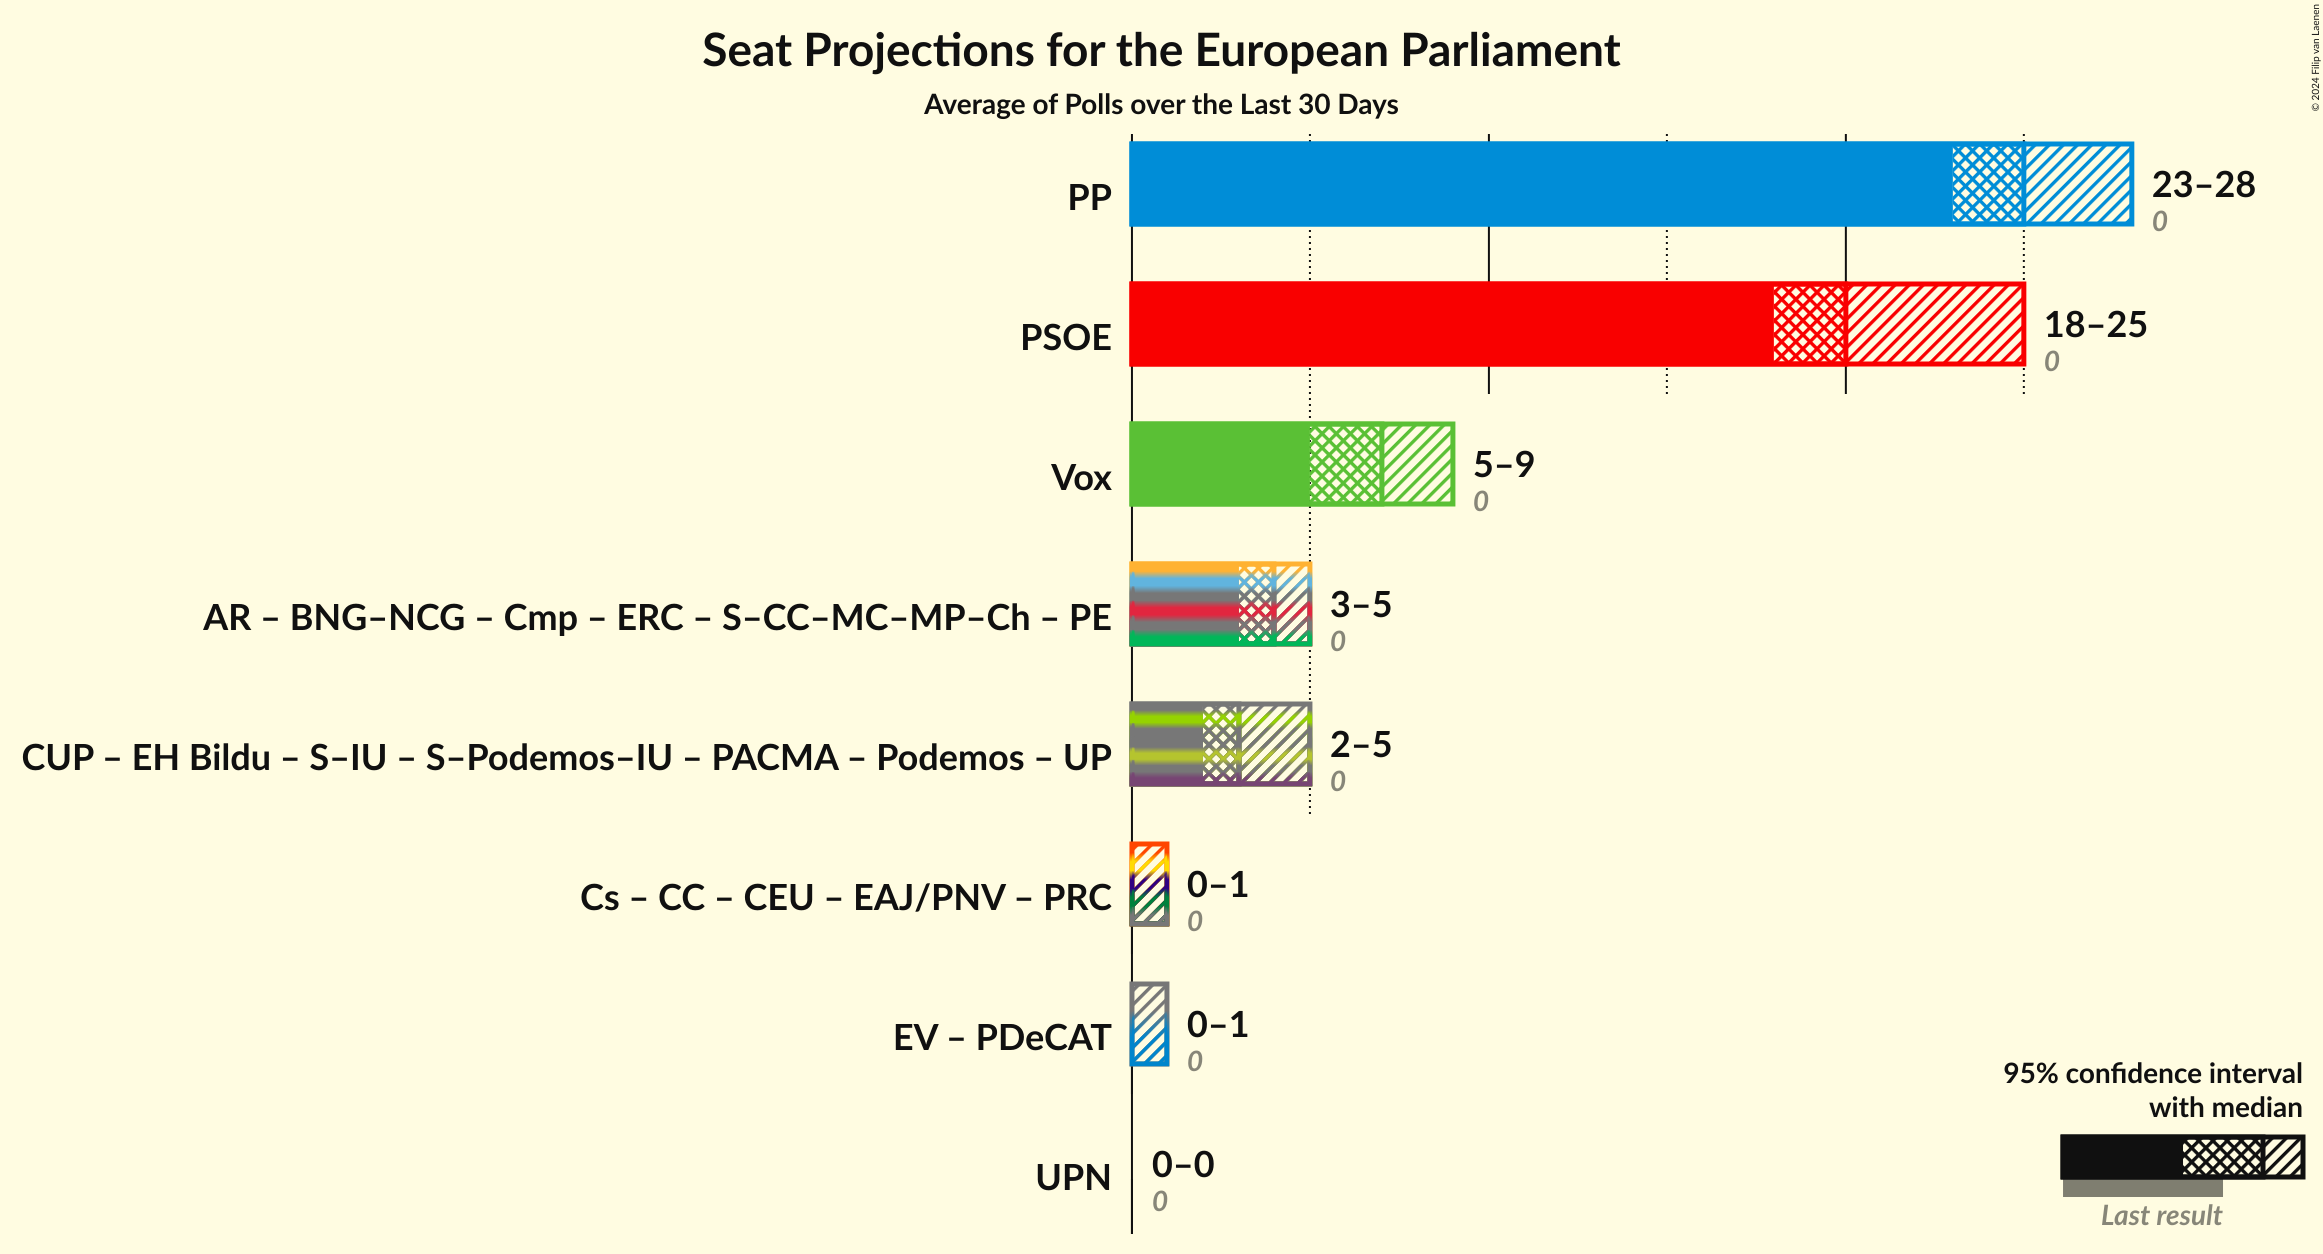 Seat Projections for the European Parliament
Average of Polls over the Last 30 Days
© 2024 Filip van Laenen
PP
23–28
0
PSOE
18–25
0
Vox
5–9
0
AR – BNG–NCG – Cmp – ERC – S–CC–MC–MP–Ch – PE
3–5
0
CUP – EH Bildu – S–IU – S–Podemos–IU – PACMA – Podemos – UP
2–5
0
Cs – CC – CEU – EAJ/PNV – PRC
0–1
0
EV – PDeCAT
0–1
0
UPN
0–0
0
95% confidence interval
with median
Last result